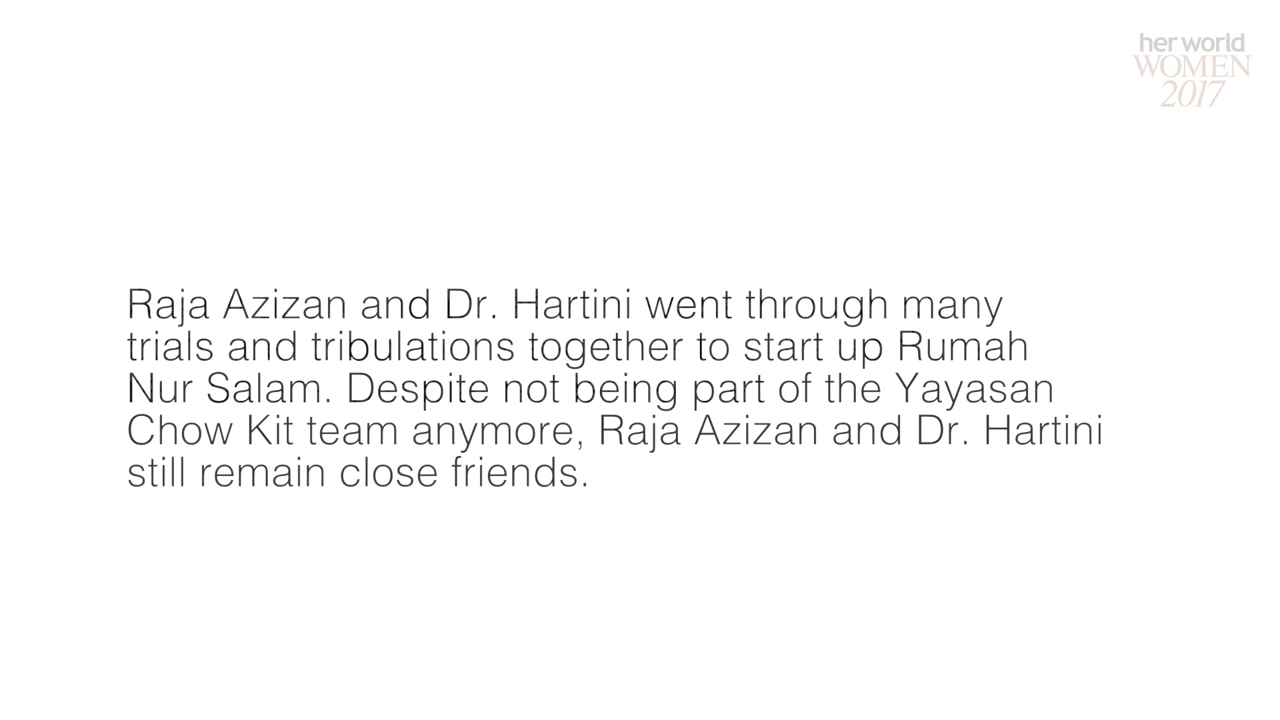 her world
WOMEN
2017
Raja Azizan and Dr. Hartini went through many
trials and tribulations together to start up Rumah
Nur Salam. Despite not being part of the Yayasan
Chow Kit team anymore, Raja Azizan and Dr. Hartini
still remain close friends.